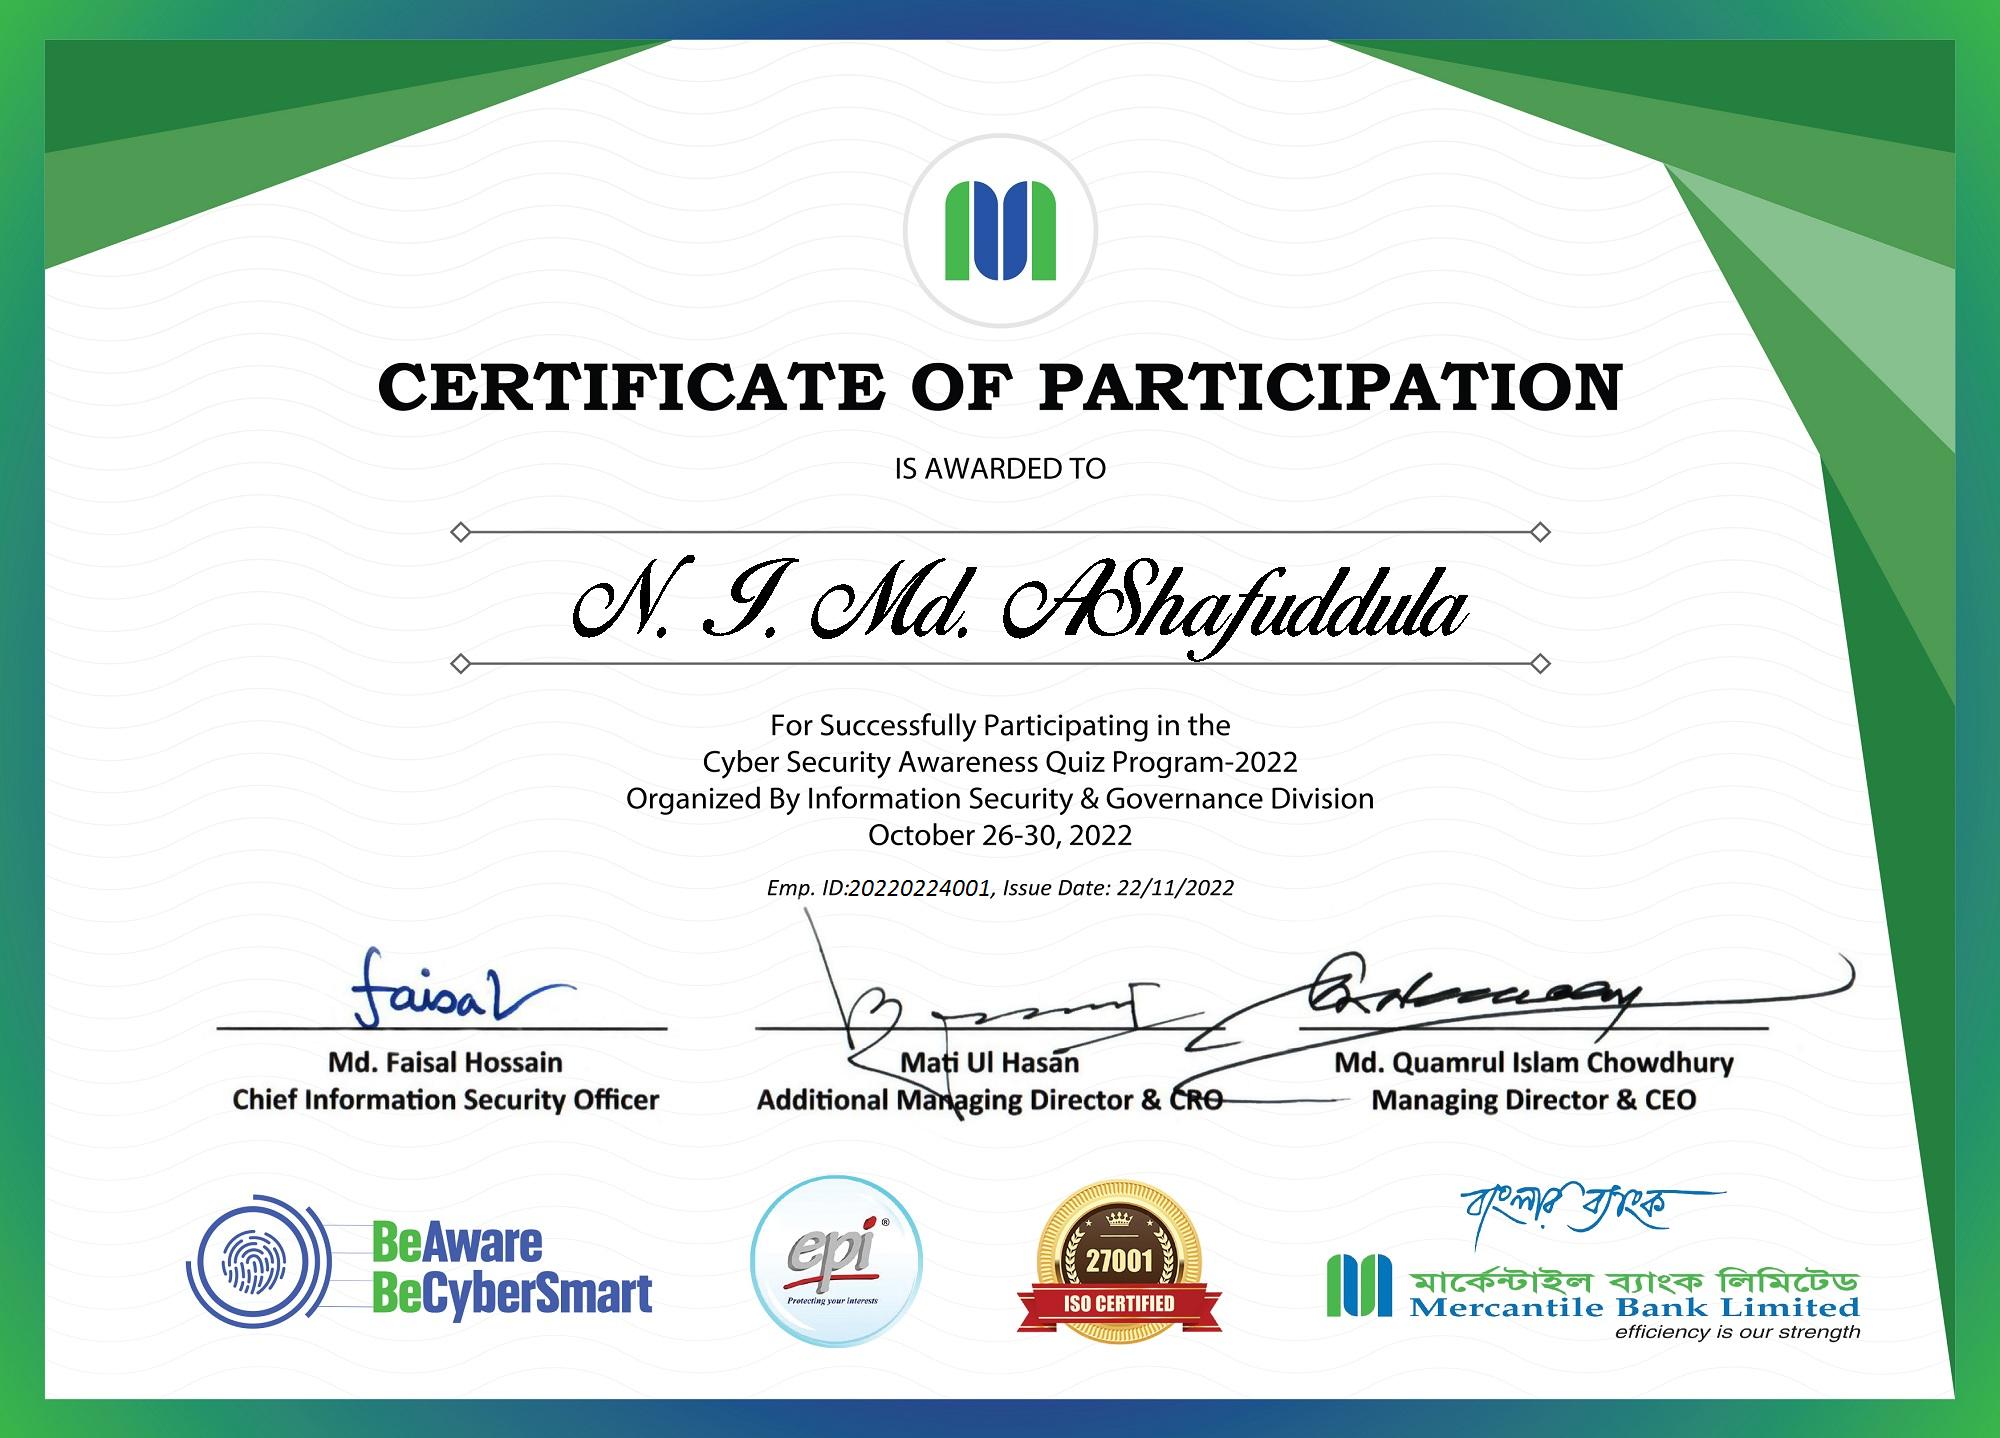 CERTIFICATE OF PARTICIPATION
IS AWARDED TO
N. I. Md. AShafuddula
For Successfully Participating in the
Cyber Security Awareness Quiz Program-2022
Organized By Information Security & Governance Division
October 26-30, 2022
Emp. ID:20220224001, Issue Date: 22/11/2022
faisal
Md. Faisal Hossain
Chief Information Security Officer
Mati Ul Hasan
Additional Managing Director & CRO
Md. Quamrul Islam Chowdhury
Managing Director & CEO
BeAware
BeCyberSmart
epi®
Protecting your interests
27001
ISO CERTIFIED
বাংলার ব্যাংক
মার্কেন্টাইল ব্যাংক লিমিটেড
Mercantile Bank Limited
efficiency is our strength